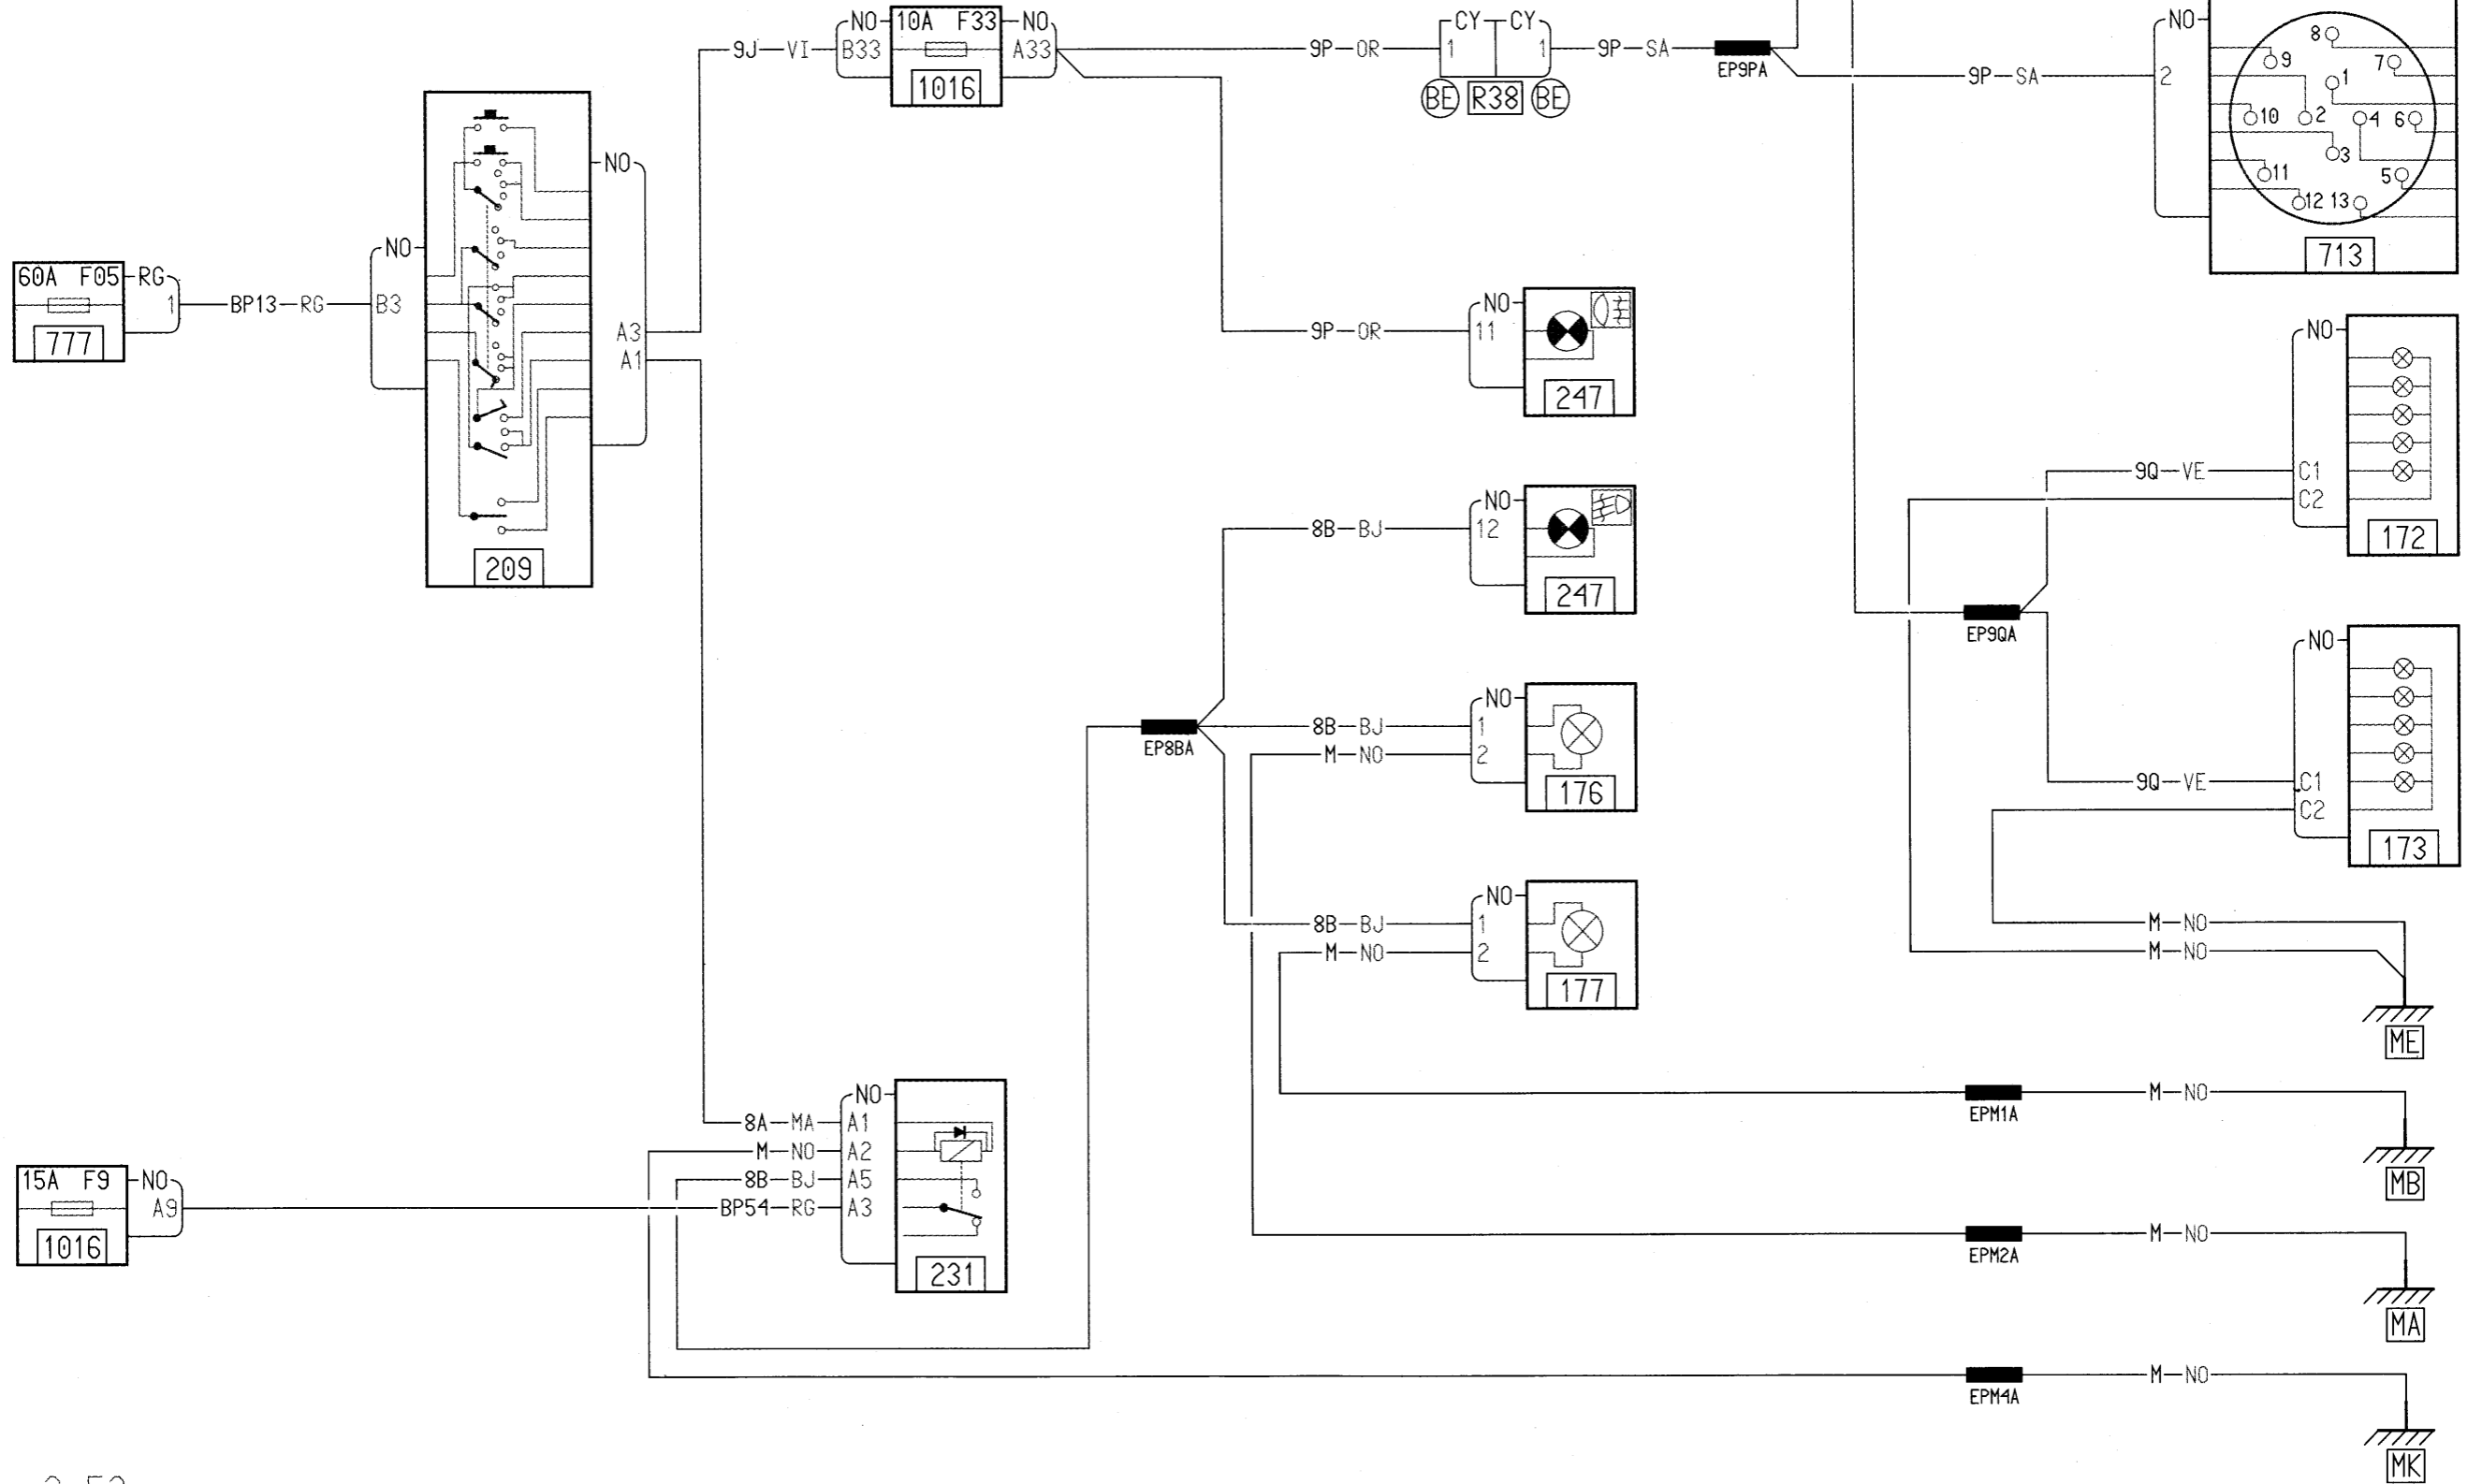 NO 10A F33 NO
9J VI B33 A33
1016
9P OR
CY CY
1 1
BE R38 BE
9P SA
EP9PA
9P SA
NO
2
8
9 7
1
10 2 4 6
3
11 5
12 13
713
NO
A3
A1
NO
B3
209
60A F05 RG
1
777
BP13 RG
9P OR
NO
11
247
8B BJ
NO
12
247
NO
9Q VE C1
C2
172
EP9QA
EP8BA
8B BJ
M NO
NO
1
2
176
NO
9Q VE C1
C2
173
8B BJ
M NO
NO
1
2
177
M NO
M NO
ME
NO
8A MA A1
M NO A2
8B BJ A5
BP54 RG A3
231
15A F9 NO
A9
1016
EPM1A
M NO
MB
EPM2A
M NO
MA
EPM4A
M NO
MK